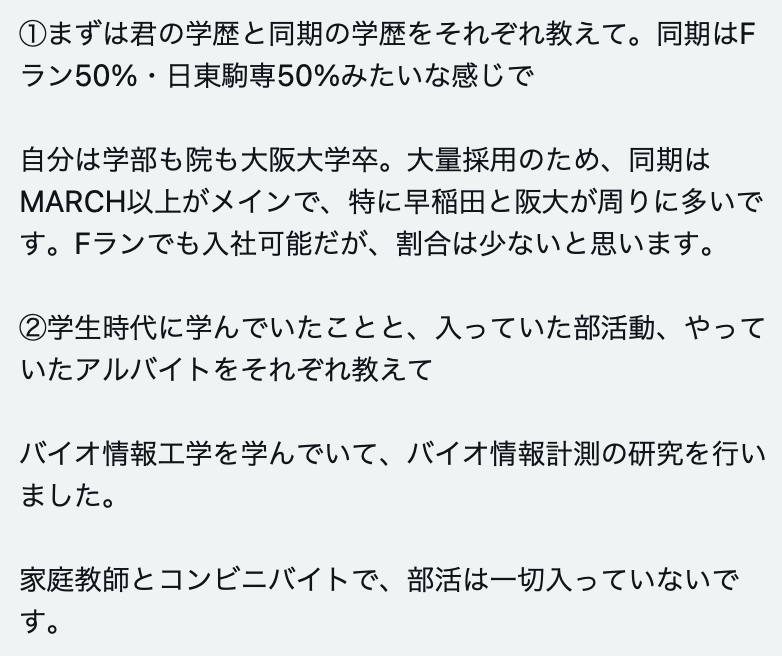 ①まずは君の学歴と同期の学歴をそれぞれ教えて。同期はF
ラン50%・日東駒専50%みたいな感じで
自分は学部も院も大阪大学卒。大量採用のため、同期は
MARCH以上がメインで、特に早稲田と阪大が周りに多いで
す。Fランでも入社可能だが、割合は少ないと思います。
②学生時代に学んでいたことと、入っていた部活動、やって
いたアルバイトをそれぞれ教えて
バイオ情報工学を学んでいて、バイオ情報計測の研究を行い
ました。
家庭教師とコンビニバイトで、部活は一切入っていないで
す。